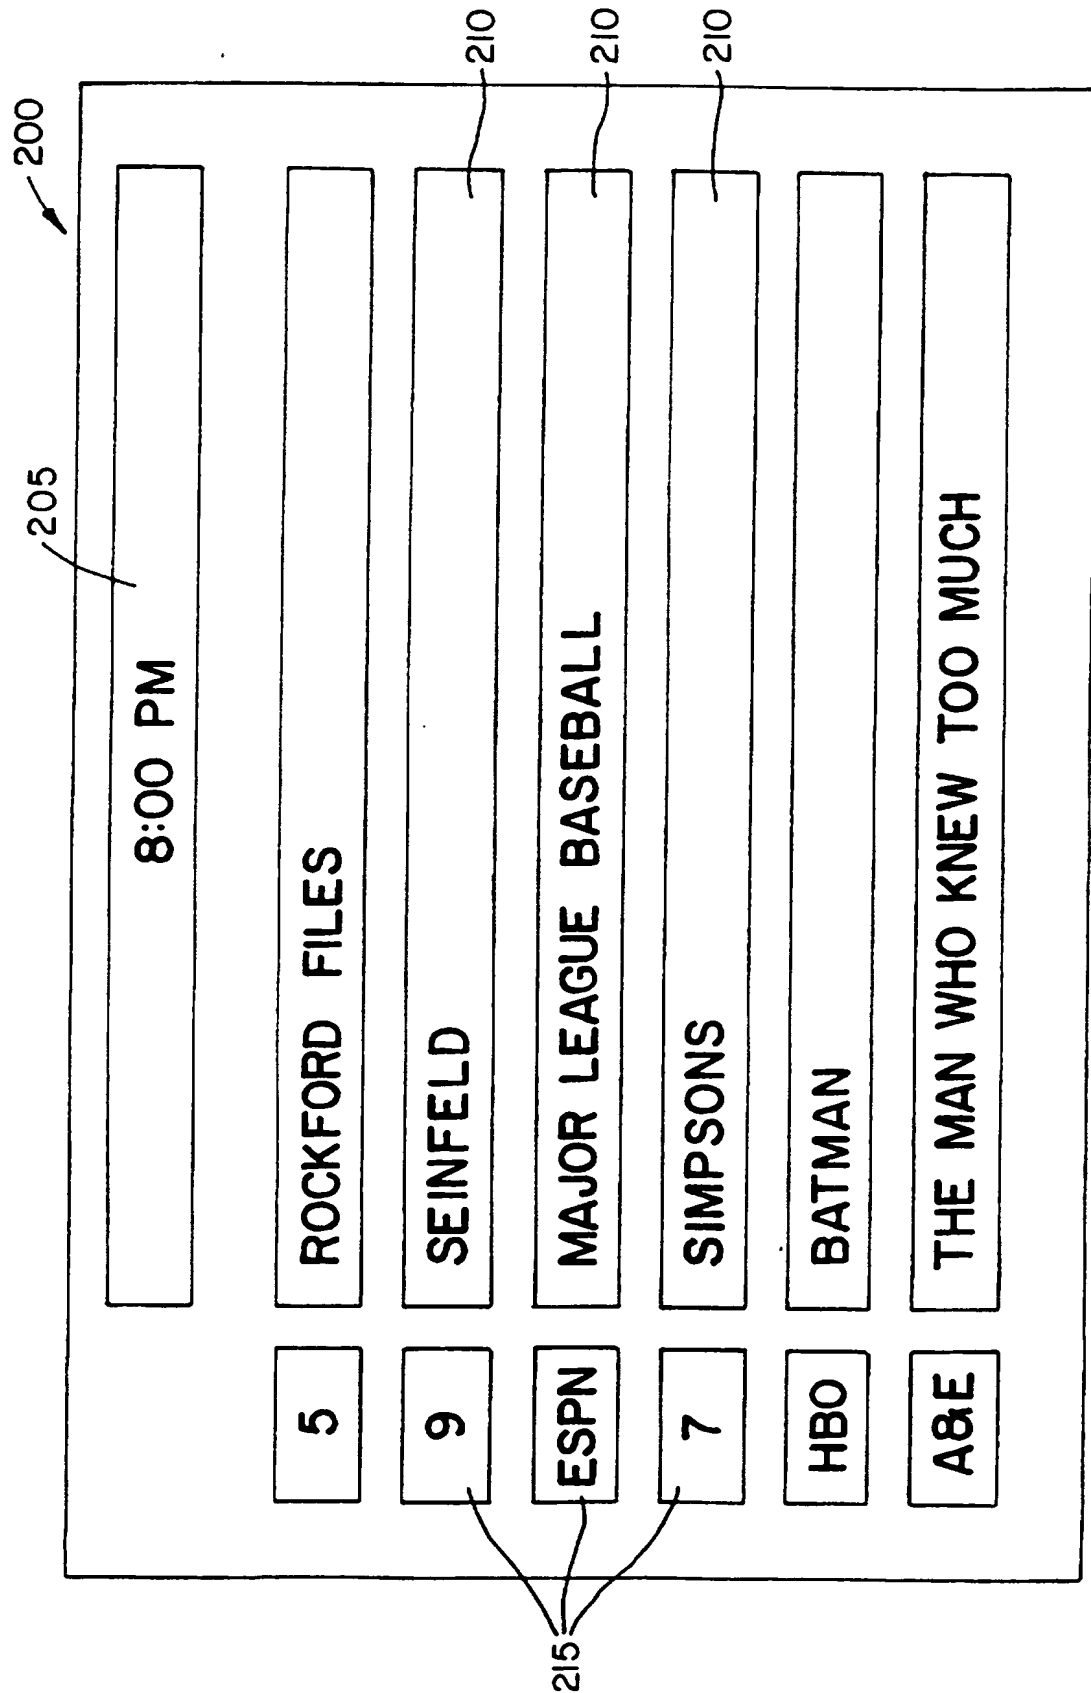 200
205
8:00 PM
5 ROCKFORD FILES
9 SEINFELD 210
ESPN MAJOR LEAGUE BASEBALL 210
7 SIMPSONS 210
HBO BATMAN
A&E THE MAN WHO KNEW TOO MUCH
215